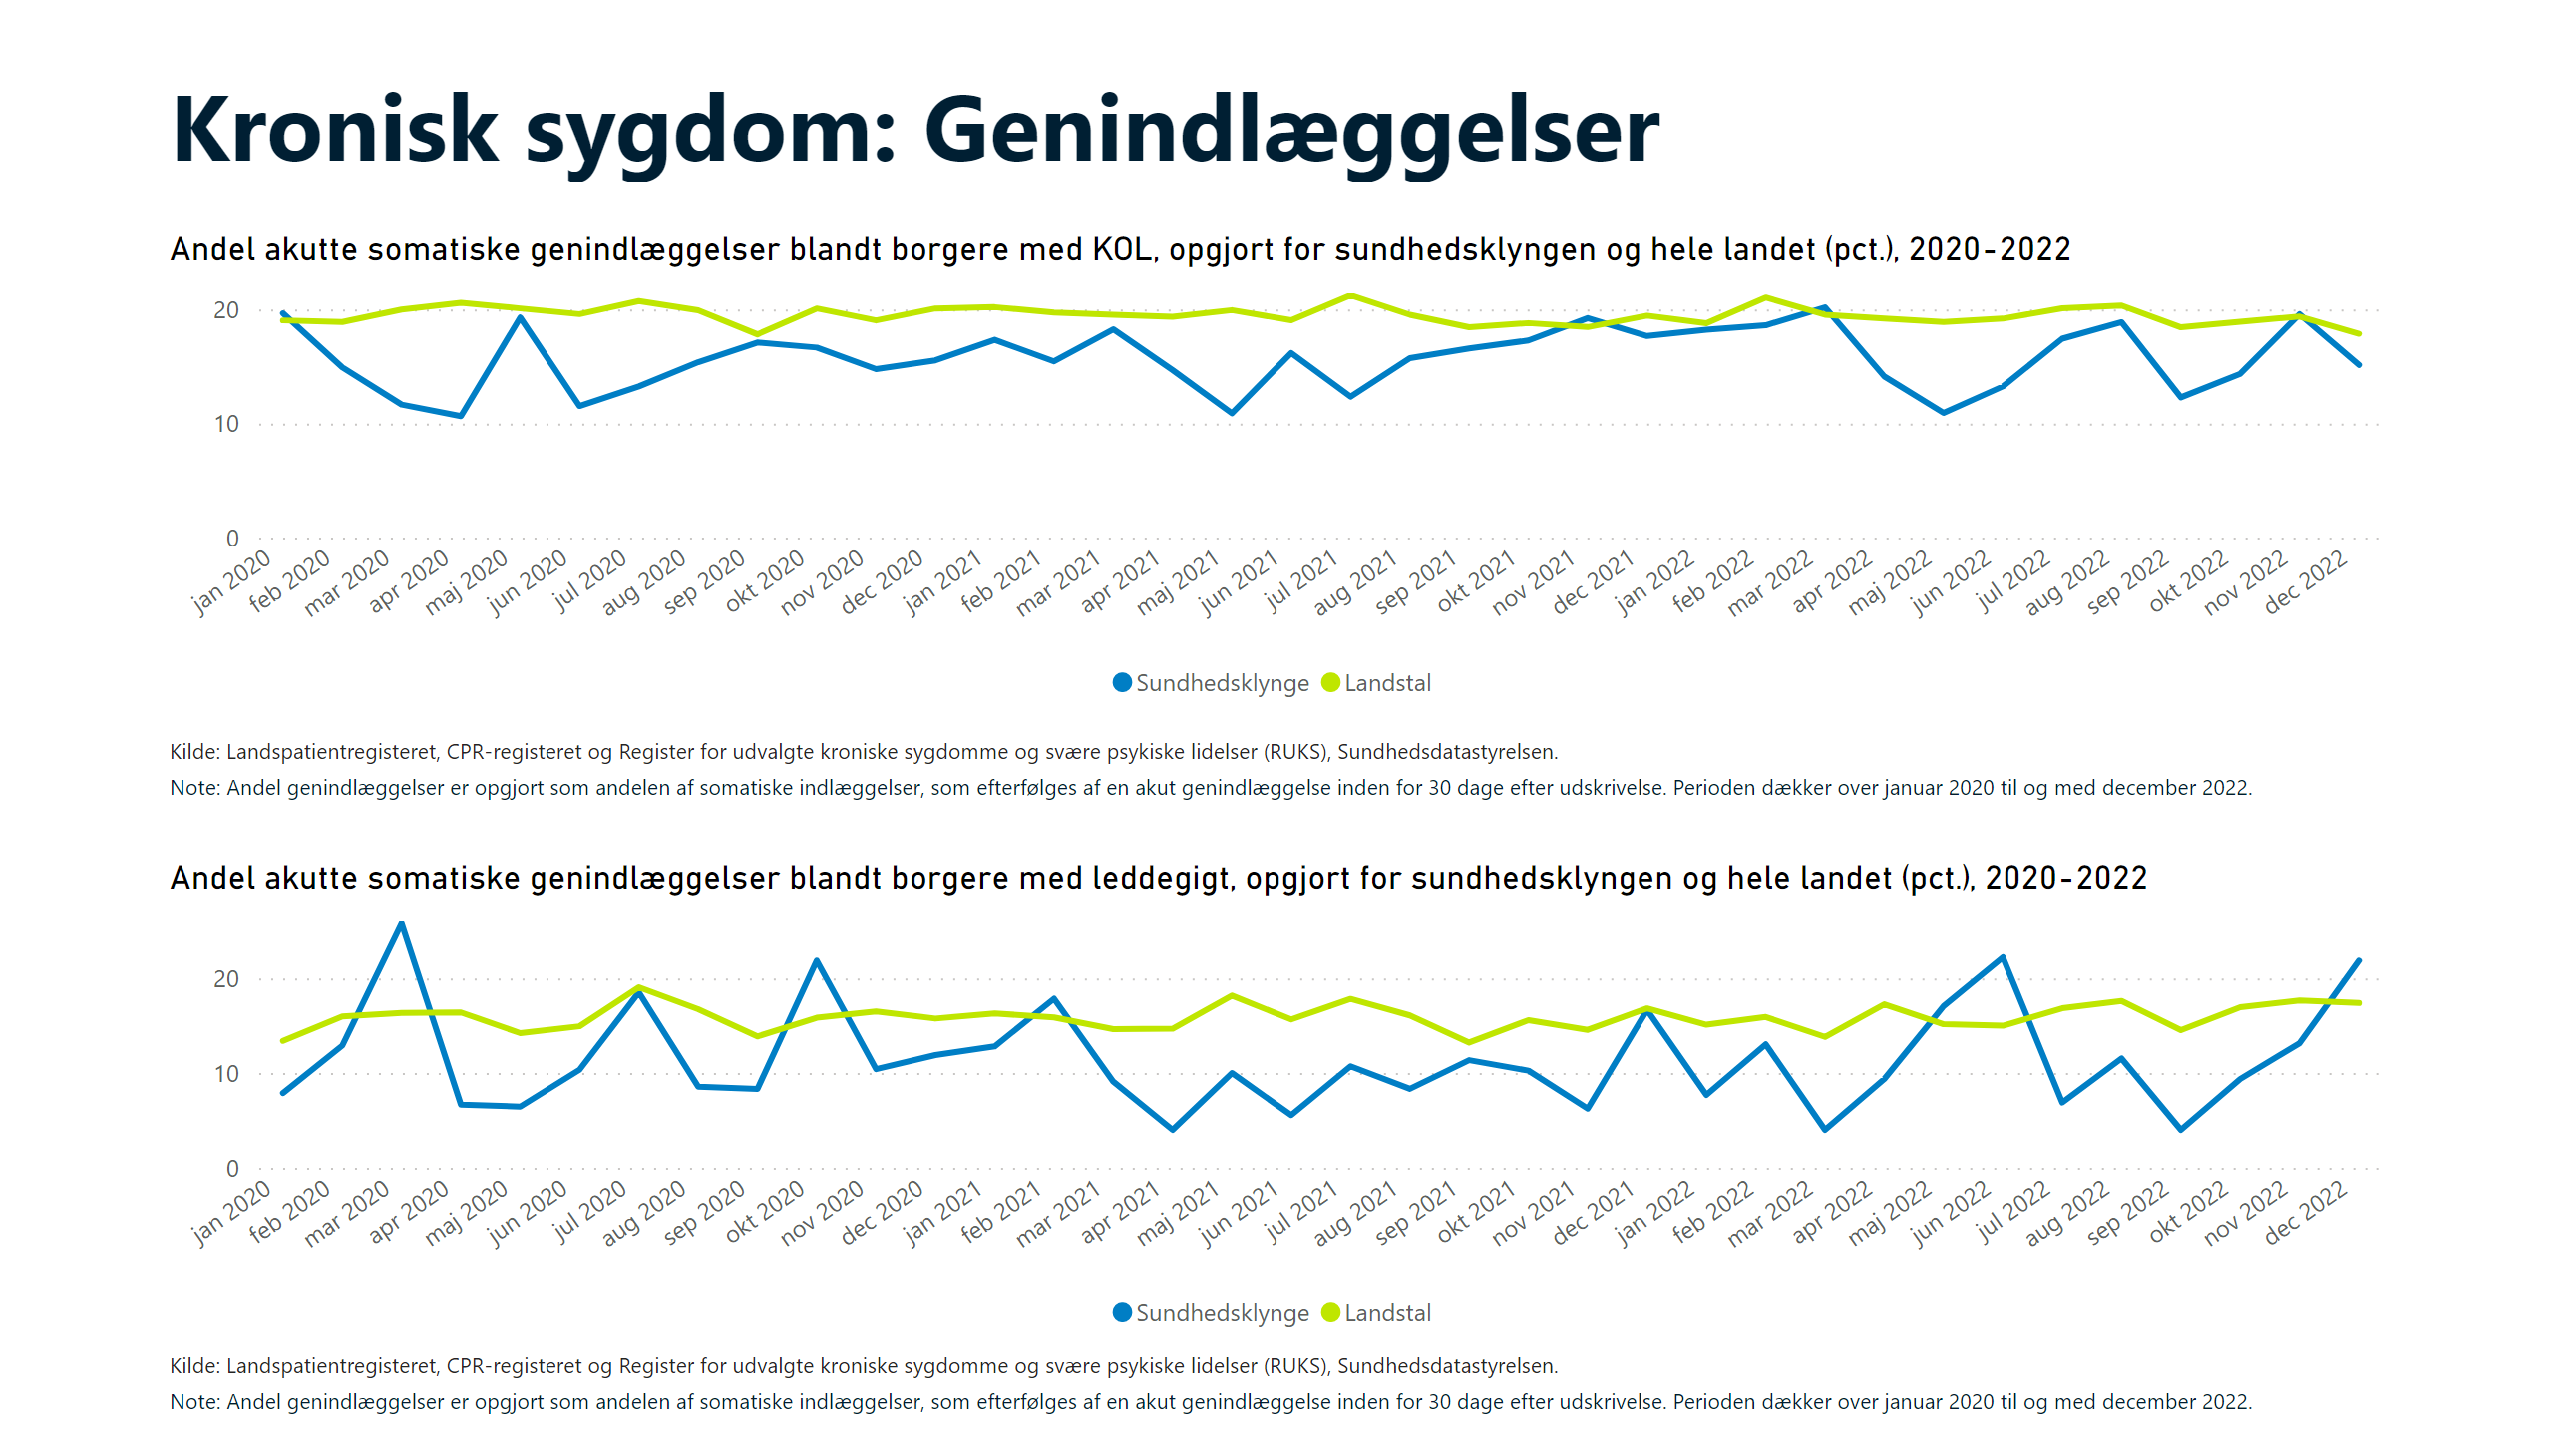 Kronisk sygdom: Genindlæggelser
Andel akutte somatiske genindlæggelser blandt borgere med KOL, opgjort for sundhedsklyngen og hele landet (pct.), 2020-2022
20
10
0
jan 2020
feb 2020
mar 2020
apr 2020
maj 2020
jun 2020
jul 2020
aug 2020
sep 2020
okt 2020
nov 2020
dec 2020
jan 2021
feb 2021
mar 2021
apr 2021
maj 2021
jun 2021
jul 2021
aug 2021
sep 2021
okt 2021
nov 2021
dec 2021
jan 2022
feb 2022
mar 2022
apr 2022
maj 2022
jun 2022
jul 2022
aug 2022
sep 2022
okt 2022
nov 2022
dec 2022
Sundhedsklynge Landstal
Kilde: Landspatientregisteret, CPR-registeret og Register for udvalgte kroniske sygdomme og svære psykiske lidelser (RUKS), Sundhedsdatastyrelsen.
Note: Andel genindlæggelser er opgjort som andelen af somatiske indlæggelser, som efterfølges af en akut genindlæggelse inden for 30 dage efter udskrivelse. Perioden dækker over januar 2020 til og med december 2022.
Andel akutte somatiske genindlæggelser blandt borgere med leddegigt, opgjort for sundhedsklyngen og hele landet (pct.), 2020-2022
20
10
0
jan 2020
feb 2020
mar 2020
apr 2020
maj 2020
jun 2020
jul 2020
aug 2020
sep 2020
okt 2020
nov 2020
dec 2020
jan 2021
feb 2021
mar 2021
apr 2021
maj 2021
jun 2021
jul 2021
aug 2021
sep 2021
okt 2021
nov 2021
dec 2021
jan 2022
feb 2022
mar 2022
apr 2022
maj 2022
jun 2022
jul 2022
aug 2022
sep 2022
okt 2022
nov 2022
dec 2022
Sundhedsklynge Landstal
Kilde: Landspatientregisteret, CPR-registeret og Register for udvalgte kroniske sygdomme og svære psykiske lidelser (RUKS), Sundhedsdatastyrelsen.
Note: Andel genindlæggelser er opgjort som andelen af somatiske indlæggelser, som efterfølges af en akut genindlæggelse inden for 30 dage efter udskrivelse. Perioden dækker over januar 2020 til og med december 2022.